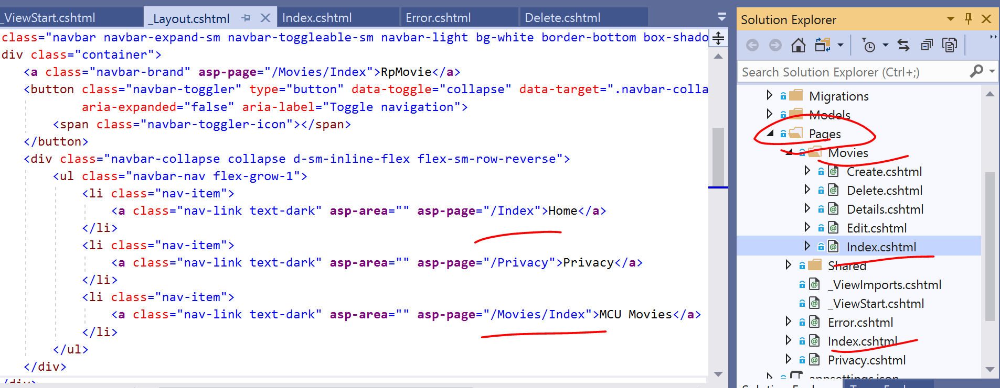 _ViewStart.cshtml
_Layout.cshtml
Index.cshtml
Error.cshtml
Delete.cshtml
class="navbar navbar-expand-sm navbar-toggleable-sm navbar-light bg-white border-bottom box-shado
div class="container">
<a class="navbar-brand" asp-page="/Movies/Index">RpMovie</a>
<button class="navbar-toggler" type="button" data-toggle="collapse" data-target=".navbar-colla
aria-expanded="false" aria-label="Toggle navigation">
<span class="navbar-toggler-icon"></span>
</button>
<div class="navbar-collapse collapse d-sm-inline-flex flex-sm-row-reverse">
<ul class="navbar-nav flex-grow-1">
<li class="nav-item">
<a class="nav-link text-dark" asp-area="" asp-page="/Index">Home</a>
</li>
<li class="nav-item">
<a class="nav-link text-dark" asp-area="" asp-page="/Privacy">Privacy</a>
</li>
<li class="nav-item">
<a class="nav-link text-dark" asp-area="" asp-page="/Movies/Index">MCU Movies</a>
</li>
</ul>
</div>
/div>
Solution Explorer
Search Solution Explorer (Ctrl+;)
Migrations
Models
Pages
Movies
Create.cshtml
Delete.cshtml
Details.cshtml
Edit.cshtml
Index.cshtml
Shared
_ViewImports.cshtml
_ViewStart.cshtml
Error.cshtml
Index.cshtml
Privacy.cshtml
appsettings.json